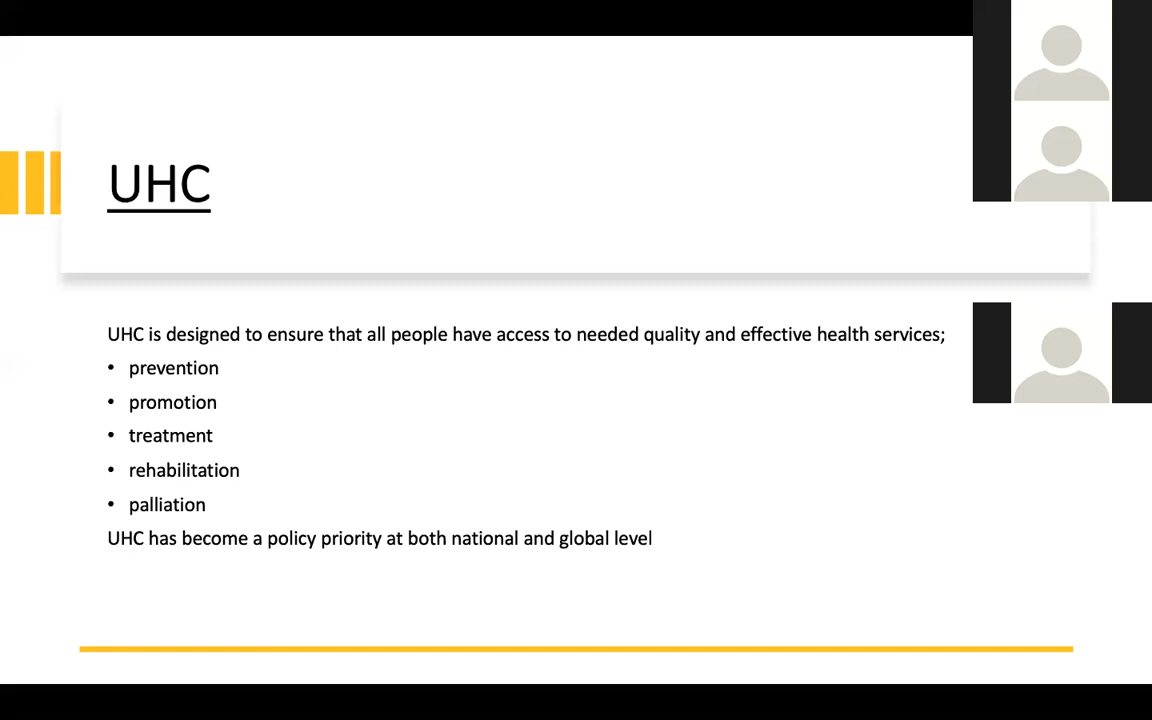 UHC
UHC is designed to ensure that all people have access to needed quality and effective health services;
• prevention
• promotion
• treatment
• rehabilitation
• palliation
UHC has become a policy priority at both national and global level